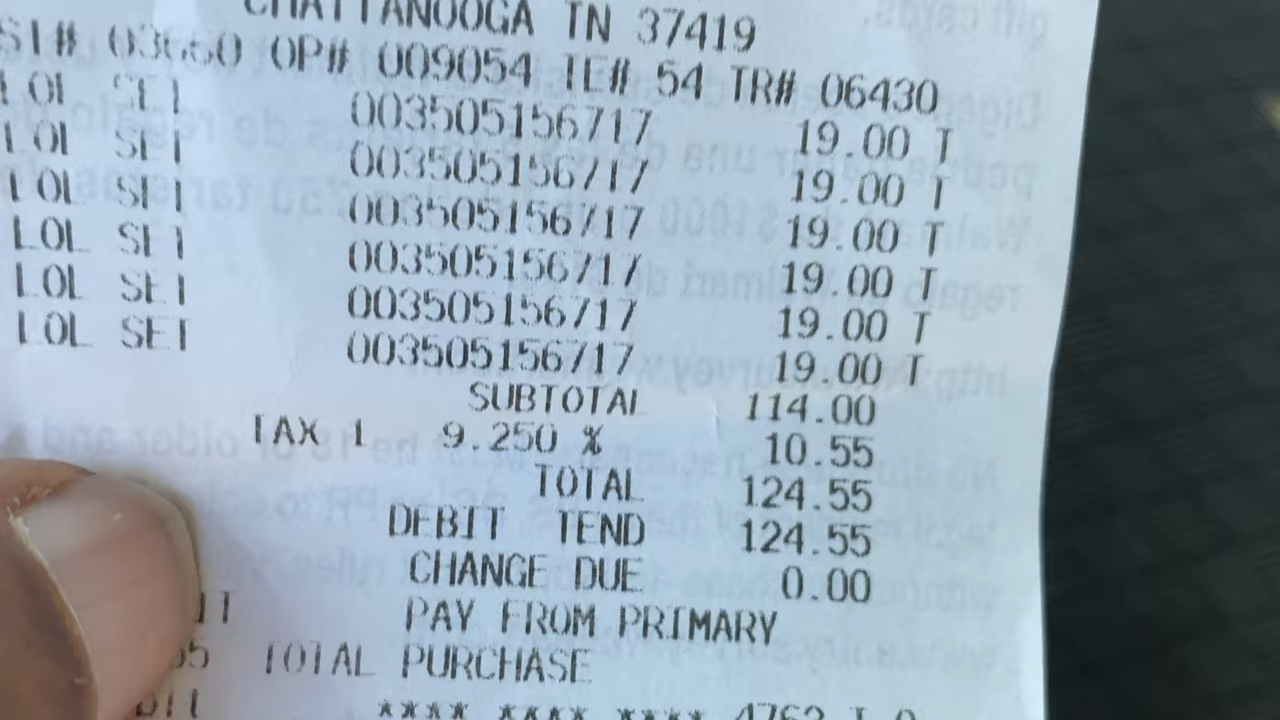 CHATTANOOGA TN 37419
ST# 03660 OP# 009054 TE# 54 TR# 06430
LOL SET 003505156717 19.00 T
LOL SET 003505156717 19.00 T
LOL SET 003505156717 19.00 T
LOL SET 003505156717 19.00 T
LOL SET 003505156717 19.00 T
LOL SET 003505156717 19.00 T
SUBTOTAL 114.00
TAX 1 9.250 % 10.55
TOTAL 124.55
DEBIT TEND 124.55
CHANGE DUE 0.00
PAY FROM PRIMARY
TOTAL PURCHASE
**** **** **** 4762 I 0